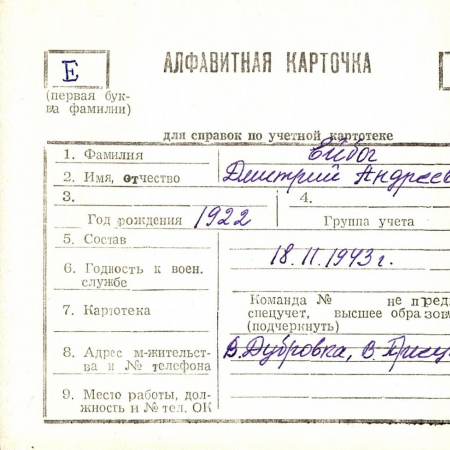 Е
АЛФАВИТНАЯ КАРТОЧКА
(первая бук-
ва фамилии)
для справок по учетной картотеке
1. Фамилия Ейбог
2. Имя, отчество Дмитрий Андреев
3. 4.
Год рождения 1922 Группа учета
5. Состав
18.11.1943 г.
6. Годность к воен.
службе
Команда № не пред
7. Картотека спецучет, высшее образов
(подчеркнуть)
8. Адрес м-жительст-
ва и № телефона В.Дубровка, В.
9. Место работы, дол-
жность и № тел. ОК